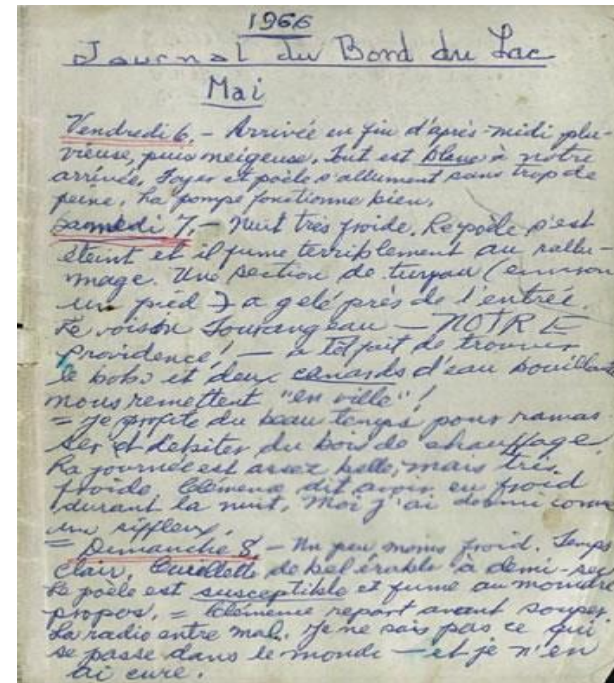 1966
Journal du Bord du Lac
Mai
Vendredi 6. - Arrivée en fin d'après-midi plu-
vieuse, puis neigeuse. Tout est blanc à notre
arrivée. Foyer et poêle s'allument sans trop de
peine. La pompe fonctionne bien.
Samedi 7. - Nuit très froide. Le poêle s'est
éteint et il fume terriblement au rallu-
mage. Une section de tuyau (environ
un pied) a gelé près de l'entrée.
Le voisin Tourangeau - NOTRE
providence! - a tôt fait de trouver
le bobo et deux canards d'eau bouillante
nous remettent "en ville"!
= Je profite du beau temps pour ramas
ser et débiter du bois de chauffage.
La journée est assez belle, mais très
froide. Clémence dit avoir eu froid
durant la nuit. Moi j'ai dormi comme
un siffleux.
= Dimanche 8. - Un peu moins froid. Temps
clair. Cueillette de bel érable à demi-sec
Le poêle est susceptible et fume au moindre
propos. = Clémence repart avant souper.
La radio entre mal. Je ne sais pas ce qui
se passe dans le monde - et je n'en
ai cure.